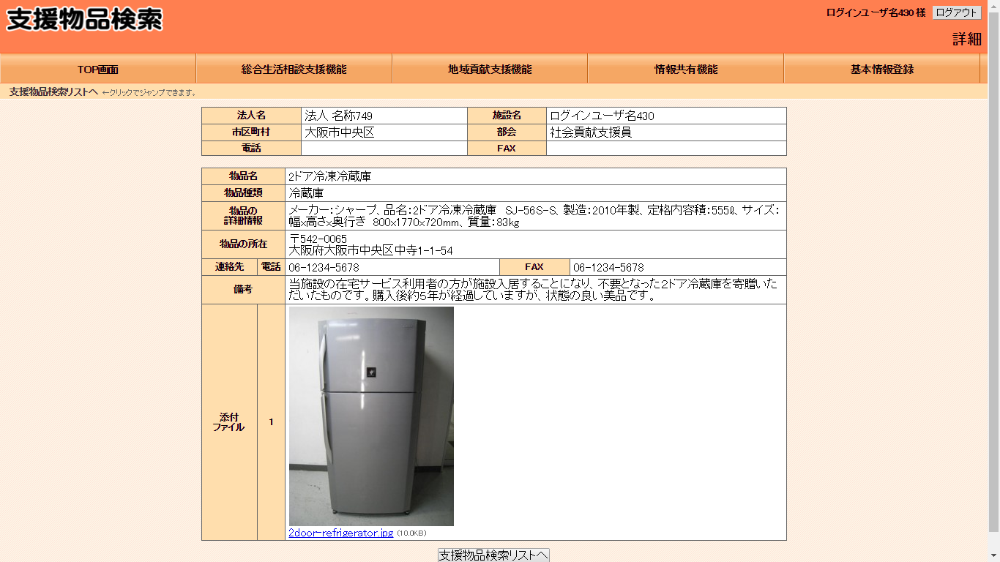 支援物品検索
ログインユーザ名430 様 ログアウト
詳細
TOP画面 総合生活相談支援機能 地域貢献支援機能 情報共有機能 基本情報登録
支援物品検索リストへ ←クリックでジャンプできます。
法人名 法人 名称749 施設名 ログインユーザ名430
市区町村 大阪市中央区 部会 社会貢献支援員
電話 FAX
物品名 2ドア冷凍冷蔵庫
物品種類 冷蔵庫
物品の
詳細情報
メーカー：シャープ、品名：2ドア冷凍冷蔵庫　SJ-56S-S、製造：2010年製、定格内容積：555ℓ、サイズ：
幅x高さx奥行き　800x1770x720mm、質量：83kg
物品の所在
〒542-0065
大阪府大阪市中央区中寺1-1-54
連絡先 電話 06-1234-5678 FAX 06-1234-5678
備考
当施設の在宅サービス利用者の方が施設入居することになり、不要となった２ドア冷蔵庫を寄贈いた
だいたものです。購入後約５年が経過していますが、状態の良い美品です。
添付
ファイル
1
2door-refrigerator.jpg (10.0KB)
支援物品検索リストへ